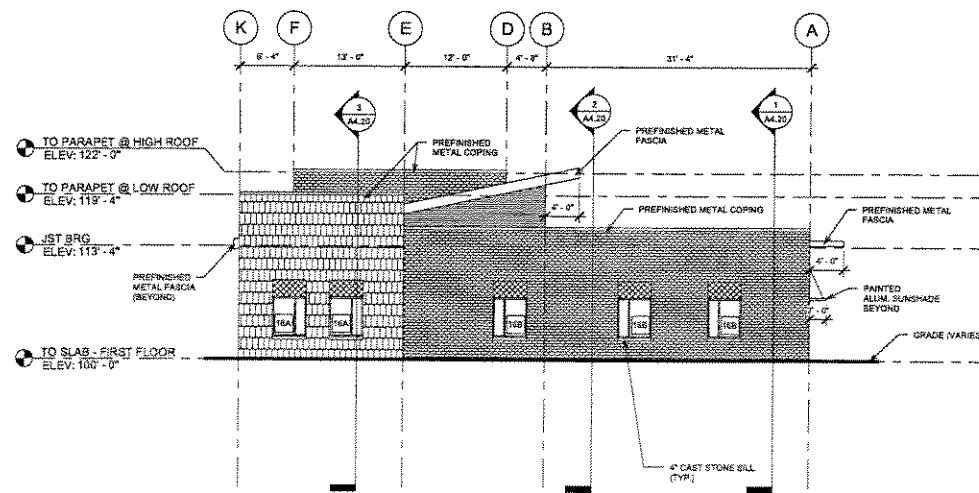 K F E D B A
6'-4" 13'-0" 12'-0" 4'-8" 31'-4"
3
A4.20
2
A4.20
1
A4.20
TO PARAPET @ HIGH ROOF
ELEV: 122' - 0"
PREFINISHED
METAL COPING
PREFINISHED METAL
FASCIA
TO PARAPET @ LOW ROOF
ELEV: 119' - 4"
4'-0"
PREFINISHED METAL COPING
PREFINISHED METAL
FASCIA
JST BRG
ELEV: 113' - 4"
4'-0"
PREFINISHED
METAL FASCIA
(BEYOND)
PAINTED
ALUM. SUNSHADE
BEYOND
16A 16A 16B 16B 16B
GRADE (VARIES
TO SLAB - FIRST FLOOR
ELEV: 100' - 0"
4" CAST STONE SILL
(TYP.)